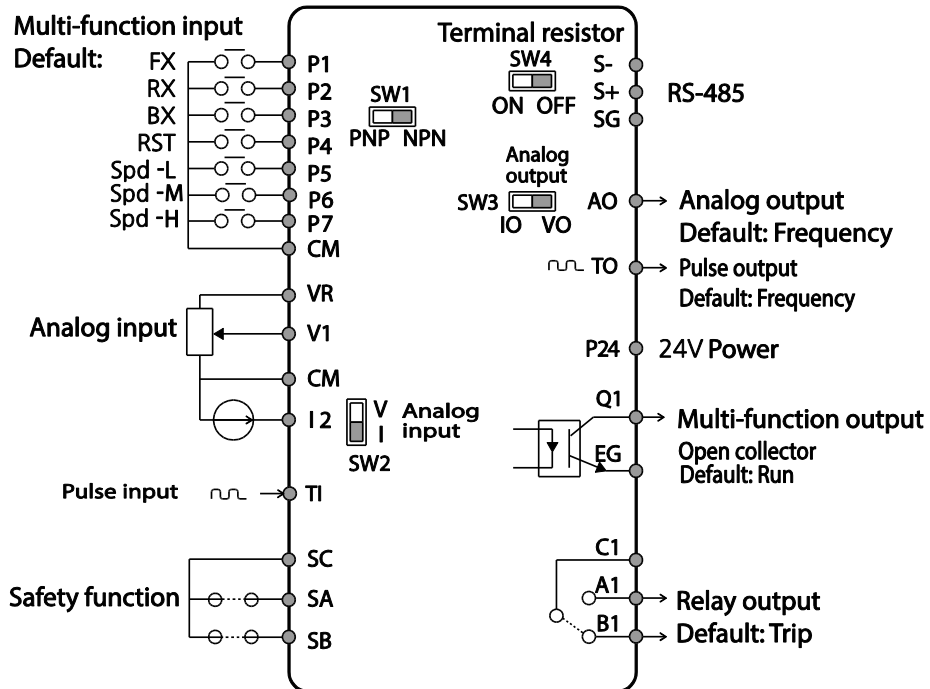 Multi-function input
Default:
FX
RX
BX
RST
Spd -L
Spd -M
Spd -H
P1
P2
P3
P4
P5
P6
P7
CM
SW1
PNP NPN
Analog input
VR
V1
CM
I 2
V
I
SW2
Analog
input
Pulse input
TI
Safety function
SC
SA
SB
Terminal resistor
SW4
ON OFF
S-
S+
SG
RS-485
Analog
output
SW3
IO VO
AO
Analog output
Default: Frequency
TO
Pulse output
Default: Frequency
P24
24V Power
Q1
EG
Multi-function output
Open collector
Default: Run
C1
A1
B1
Relay output
Default: Trip